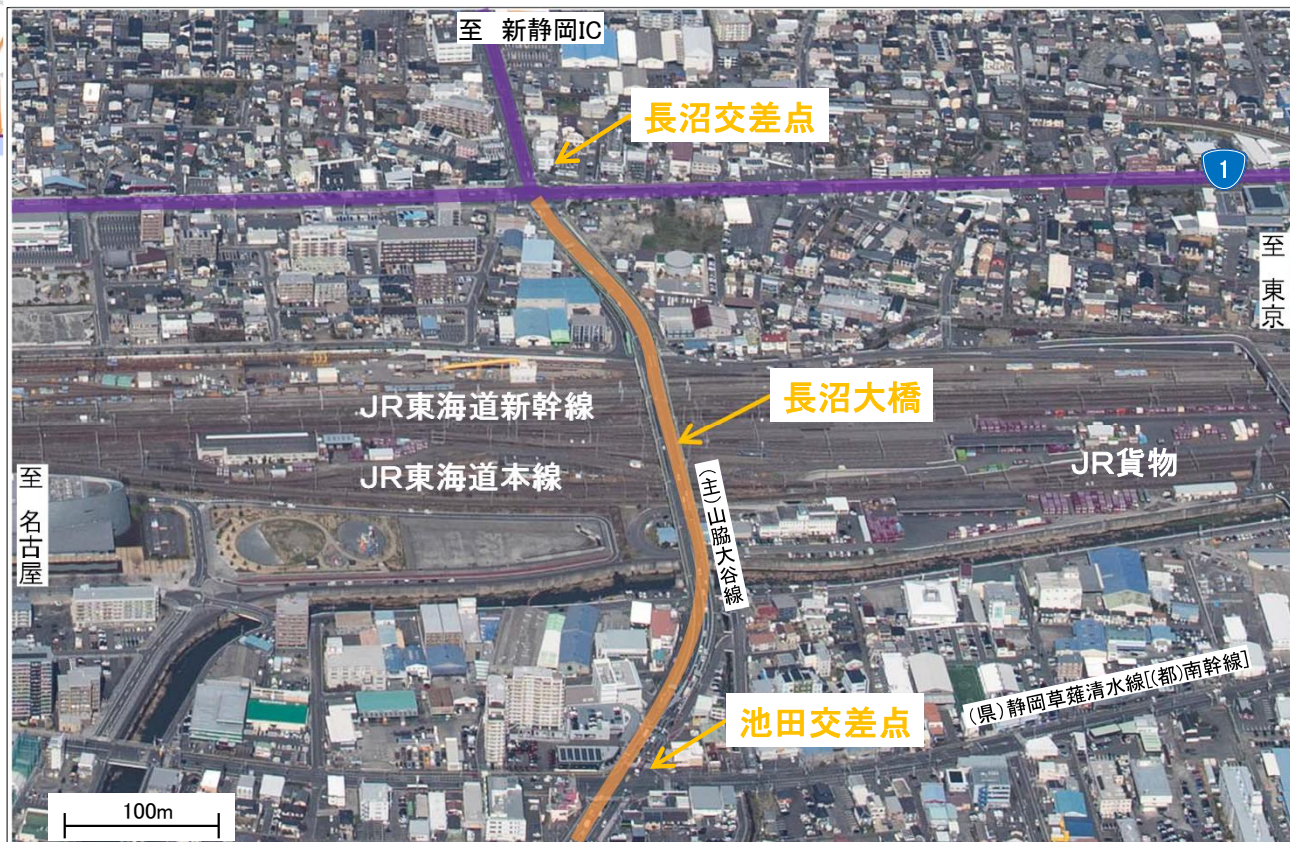 至 新静岡IC
長沼交差点
1
至 東京
長沼大橋
JR東海道新幹線
JR東海道本線
JR貨物
至 名古屋
(主)山脇大谷線
(県)静岡草薙清水線[(都)南幹線]
池田交差点
100m